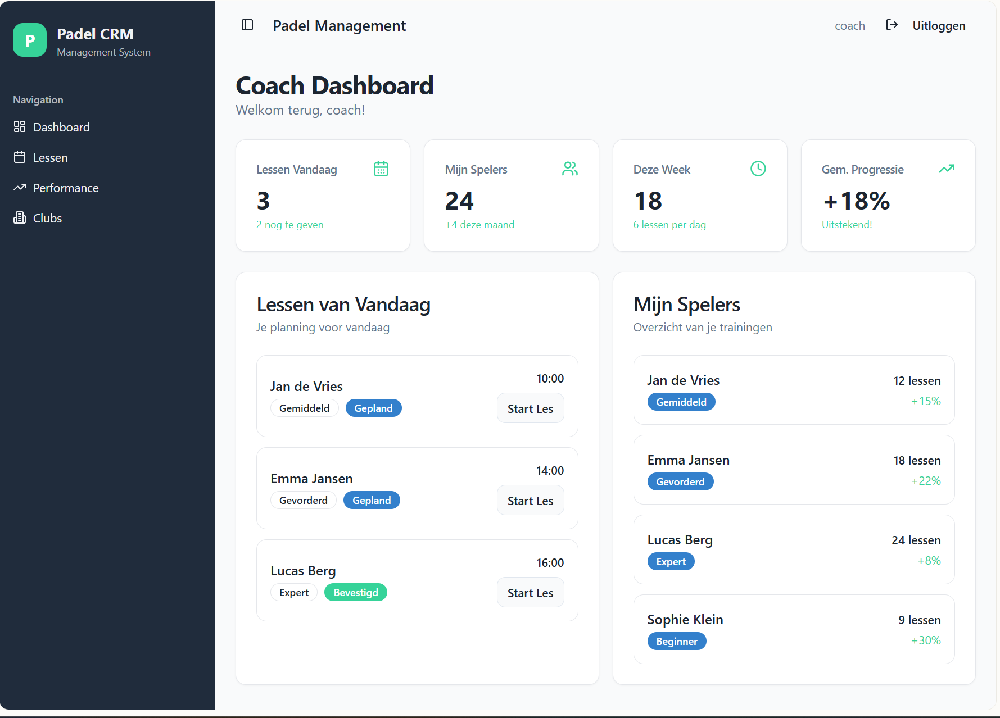 P
Padel CRM
Management System
Navigation
Dashboard
Lessen
Performance
Clubs
Padel Management
coach
Uitloggen
Coach Dashboard
Welkom terug, coach!
Lessen Vandaag
3
2 nog te geven
Mijn Spelers
24
+4 deze maand
Deze Week
18
6 lessen per dag
Gem. Progressie
+18%
Uitstekend!
Lessen van Vandaag
Je planning voor vandaag
Jan de Vries
Gemiddeld
Gepland
10:00
Start Les
Emma Jansen
Gevorderd
Gepland
14:00
Start Les
Lucas Berg
Expert
Bevestigd
16:00
Start Les
Mijn Spelers
Overzicht van je trainingen
Jan de Vries
Gemiddeld
12 lessen
+15%
Emma Jansen
Gevorderd
18 lessen
+22%
Lucas Berg
Expert
24 lessen
+8%
Sophie Klein
Beginner
9 lessen
+30%